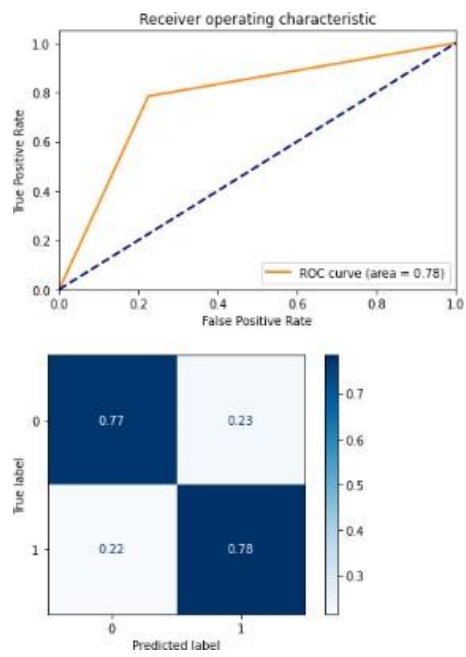 Receiver operating characteristic
1.0
0.8
0.6
0.4
0.2
0.0
True Positive Rate
ROC curve (area = 0.78)
0.0 0.2 0.4 0.6 0.8 1.0
False Positive Rate
True label
0 0.77 0.23
1 0.22 0.78
0 1
Predicted label
0.7
0.6
0.5
0.4
0.3